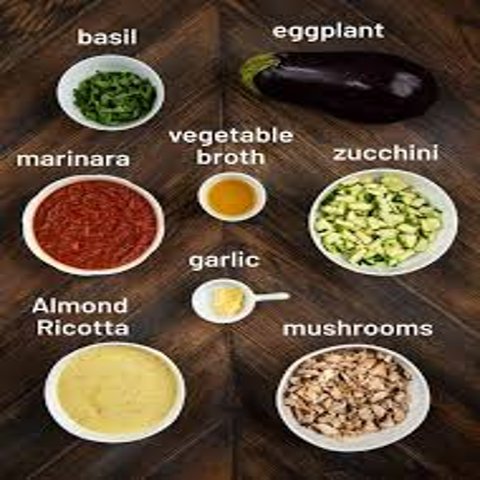 basil
eggplant
vegetable
broth
marinara
zucchini
garlic
Almond
Ricotta
mushrooms